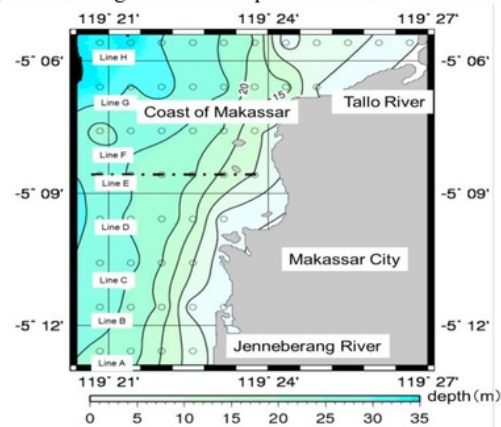 119° 21' 119° 24' 119° 27'
-5° 06' -5° 06'
Line H
20
15
Line G
Tallo River
Coast of Makassar
Line F
Line E
-5° 09' -5° 09'
Line D
Makassar City
Line C
Line B
-5° 12' -5° 12'
Jenneberang River
Line A
119° 21' 119° 24' 119° 27'
depth (m)
0 5 10 15 20 25 30 35